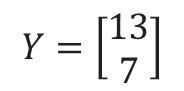 Y = [13
7]